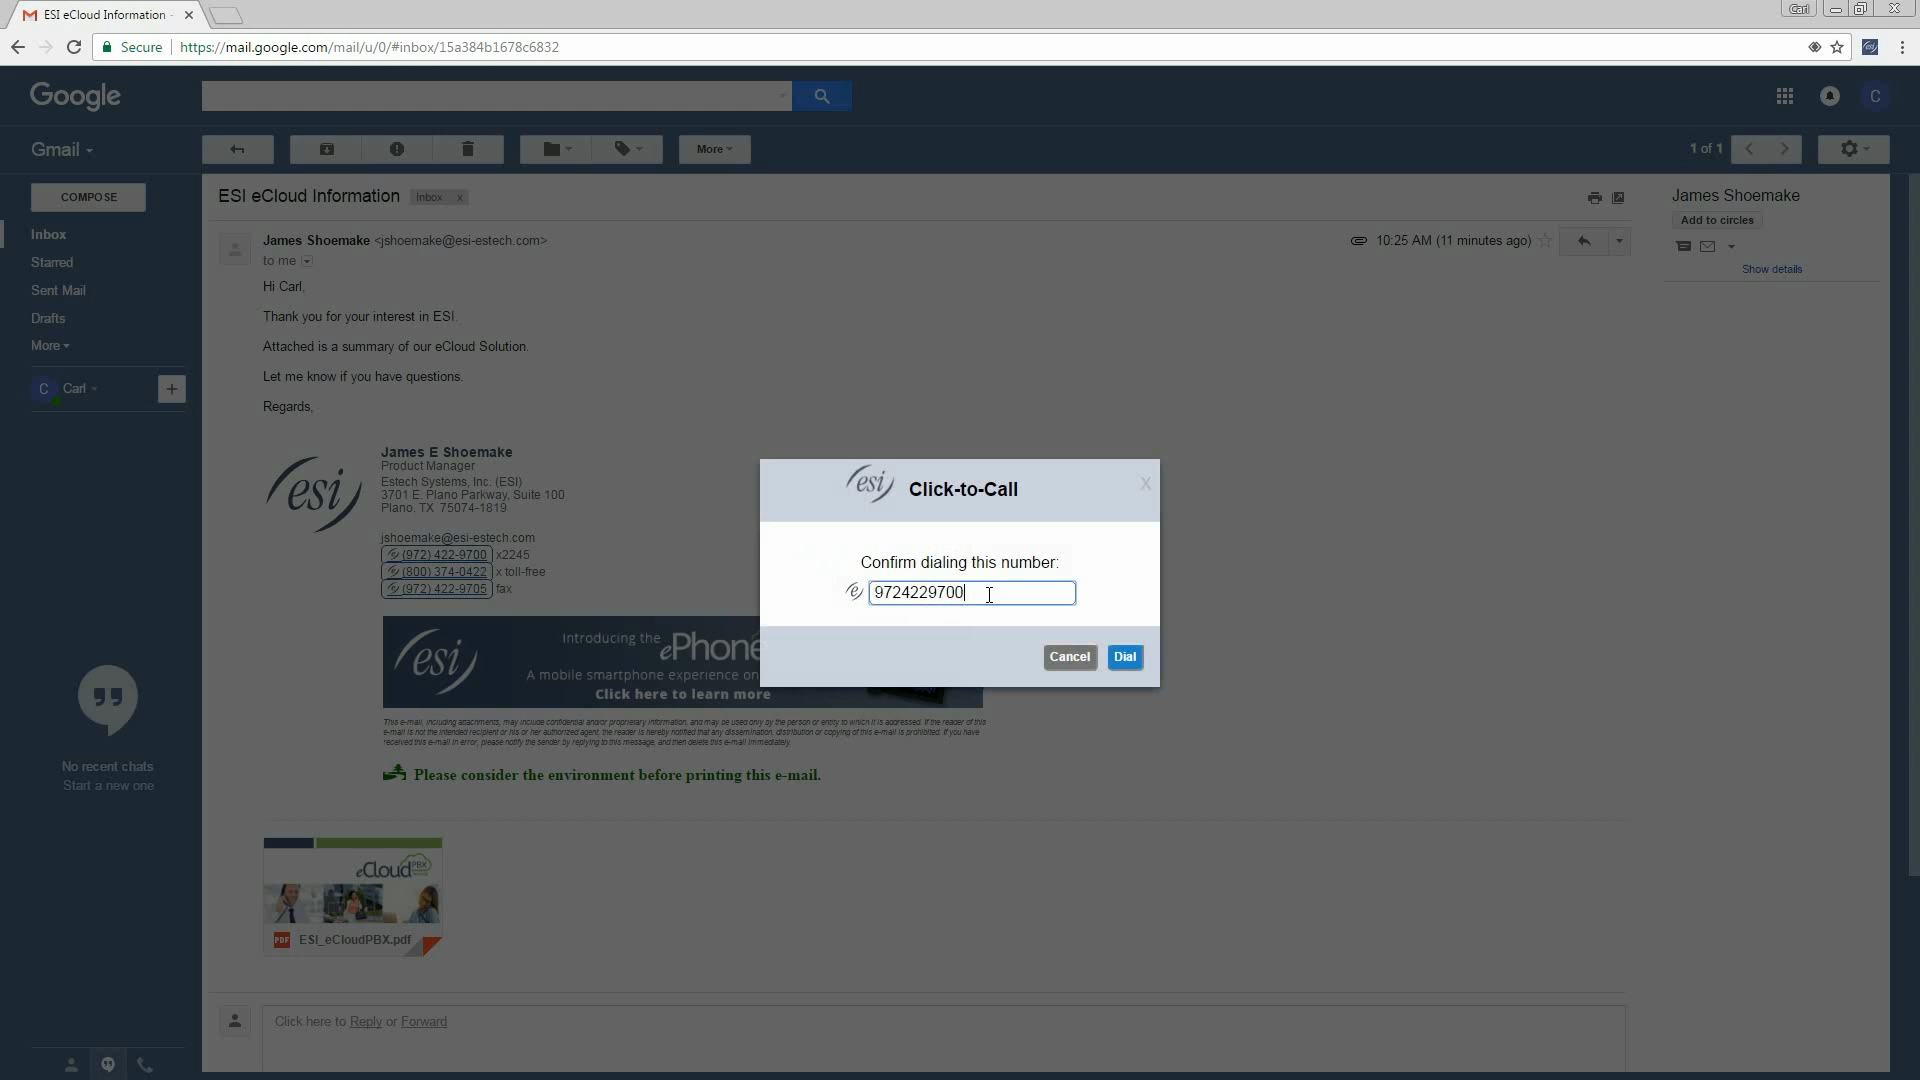 ESI eCloud Information -
Carl
Secure
https://mail.google.com/mail/u/0/#inbox/15a384b1678c6832
esi
Google
C
Gmail
More
1 of 1
COMPOSE
Inbox
Starred
Sent Mail
Drafts
More
C Carl
+
No recent chats
Start a new one
ESI eCloud Information Inbox x
James Shoemake <jshoemake@esi-estech.com>
10:25 AM (11 minutes ago)
to me
Hi Carl,
Thank you for your interest in ESI.
Attached is a summary of our eCloud Solution.
Let me know if you have questions.
Regards,
esi
James E Shoemake
Product Manager
Estech Systems, Inc. (ESI)
3701 E. Plano Parkway, Suite 100
Plano, TX 75074-1819
jshoemake@esi-estech.com
(972) 422-9700 x2245
(800) 374-0422 x toll-free
(972) 422-9705 fax
esi
Introducing the ePhone
A mobile smartphone experience on
Click here to learn more
This e-mail, including attachments, may include confidential and/or proprietary information, and may be used only by the person or entity to which it is addressed. If the reader of this
e-mail is not the intended recipient or his or her authorized agent, the reader is hereby notified that any dissemination, distribution or copying of this e-mail is prohibited. If you have
received this e-mail in error, please notify the sender by replying to this message, and then delete this e-mail immediately.
Please consider the environment before printing this e-mail.
eCloud PBX
PDF ESI_eCloudPBX.pdf
Click here to Reply or Forward
James Shoemake
Add to circles
Show details
esi Click-to-Call
X
Confirm dialing this number:
e 9724229700
Cancel Dial